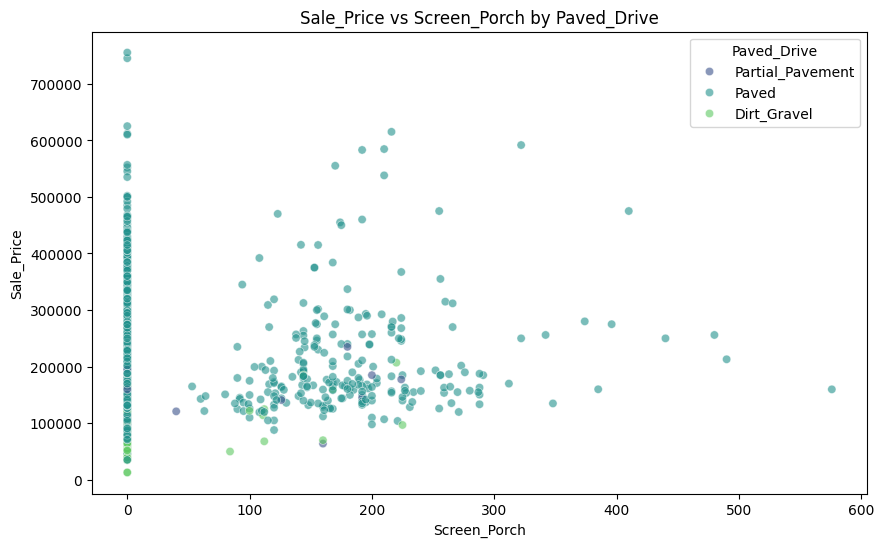 Sale_Price vs Screen_Porch by Paved_Drive
Paved_Drive
Partial_Pavement
Paved
Dirt_Gravel
Sale_Price
700000
600000
500000
400000
300000
200000
100000
0
0 100 200 300 400 500 600
Screen_Porch